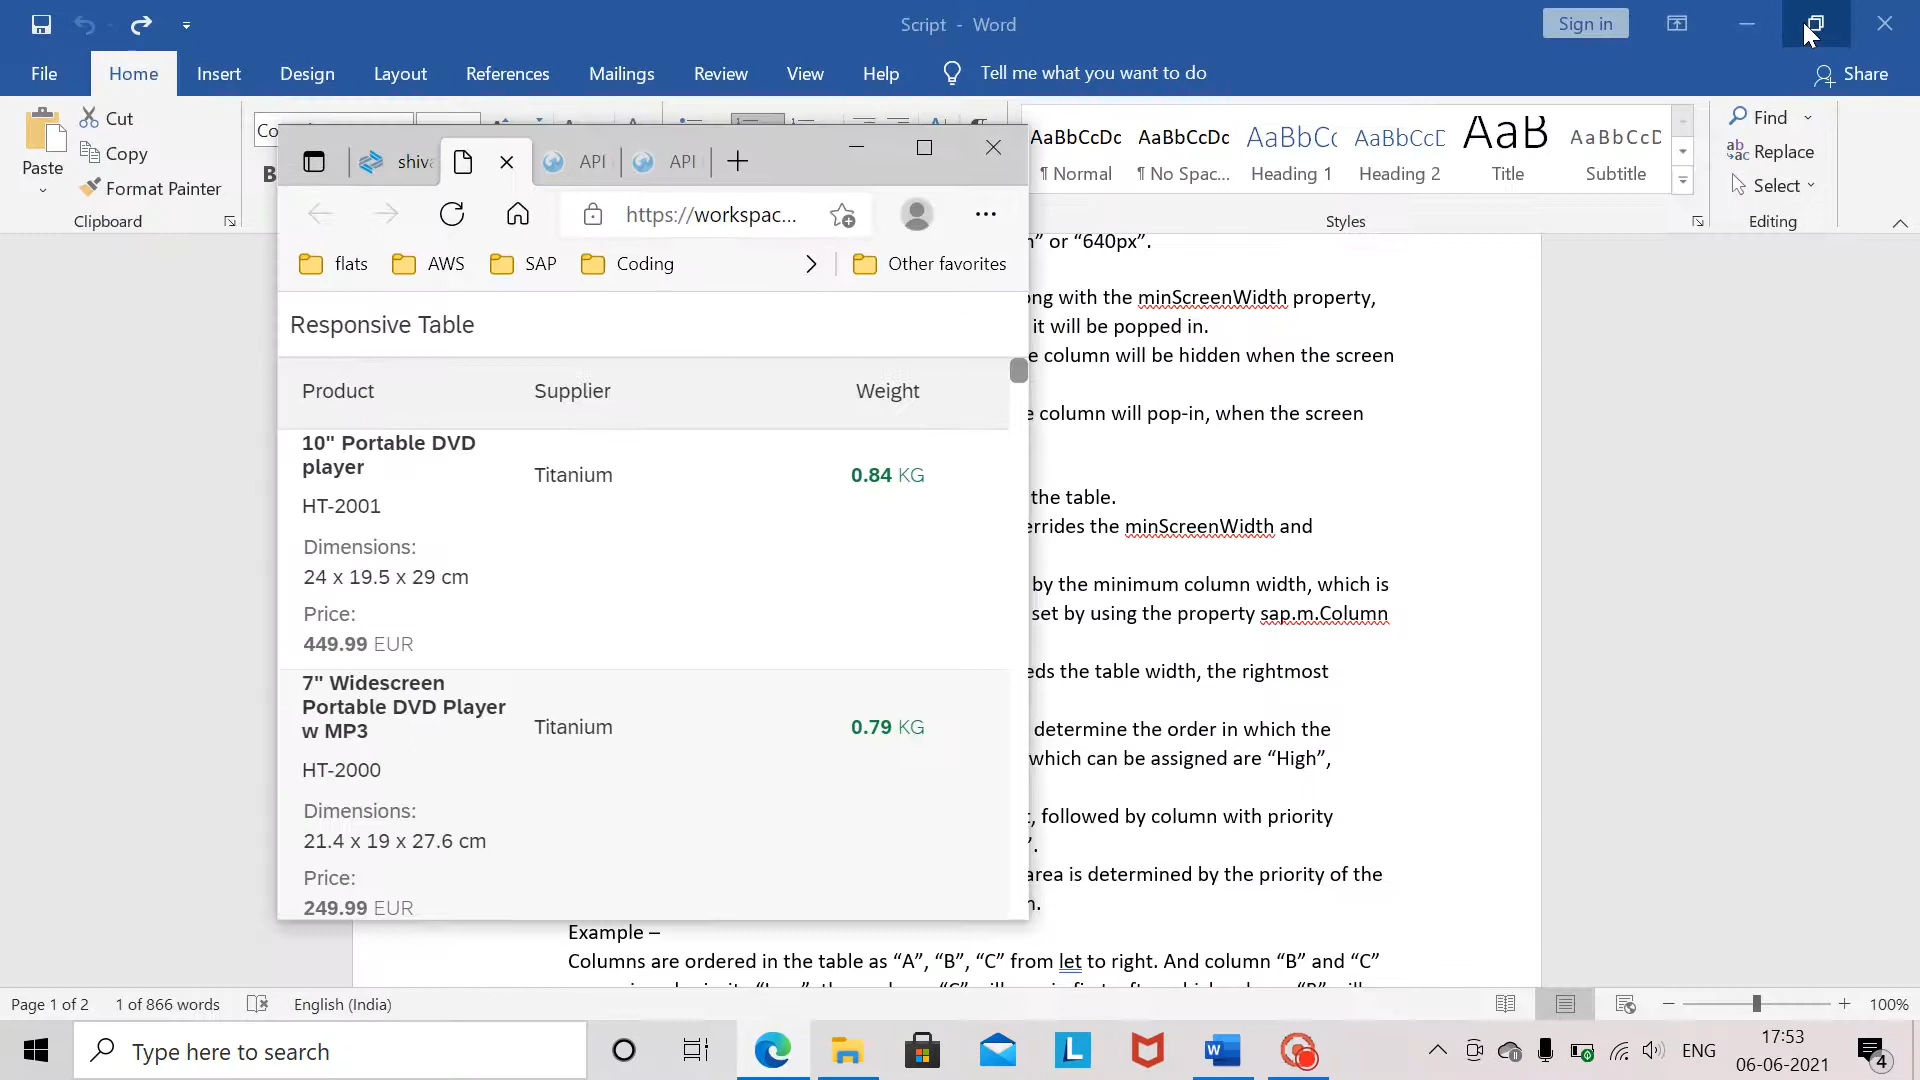 Script - Word
Sign in
File Home Insert Design Layout References Mailings Review View Help Tell me what you want to do Share
Paste
Cut
Copy
Format Painter
Clipboard
B
AaBbCcDc AaBbCcDc AaBbC AaBbCcC AaB AaBbCcD
¶ Normal ¶ No Spac... Heading 1 Heading 2 Title Subtitle
Styles
Find
Replace
Select
Editing
shiva API API
https://workspac...
flats AWS SAP Coding Other favorites
Responsive Table
Product Supplier Weight
10" Portable DVD
player
HT-2001
Titanium
0.84 KG
Dimensions:
24 x 19.5 x 29 cm
Price:
449.99 EUR
7" Widescreen
Portable DVD Player
w MP3
HT-2000
Titanium
0.79 KG
Dimensions:
21.4 x 19 x 27.6 cm
Price:
249.99 EUR
” or “640px”.
with the minScreenWidth property,
it will be popped in.
column will be hidden when the screen
column will pop-in, when the screen
the table.
minScreenWidth and
by the minimum column width, which is
set by using the property sap.m.Column
the table width, the rightmost
determine the order in which the
which can be assigned are “High”,
, followed by column with priority
”.
area is determined by the priority of the
Example –
Columns are ordered in the table as “A”, “B”, “C” from let to right. And column “B” and “C”
Page 1 of 2 1 of 866 words English (India) 100%
Type here to search
ENG
17:53
06-06-2021
4